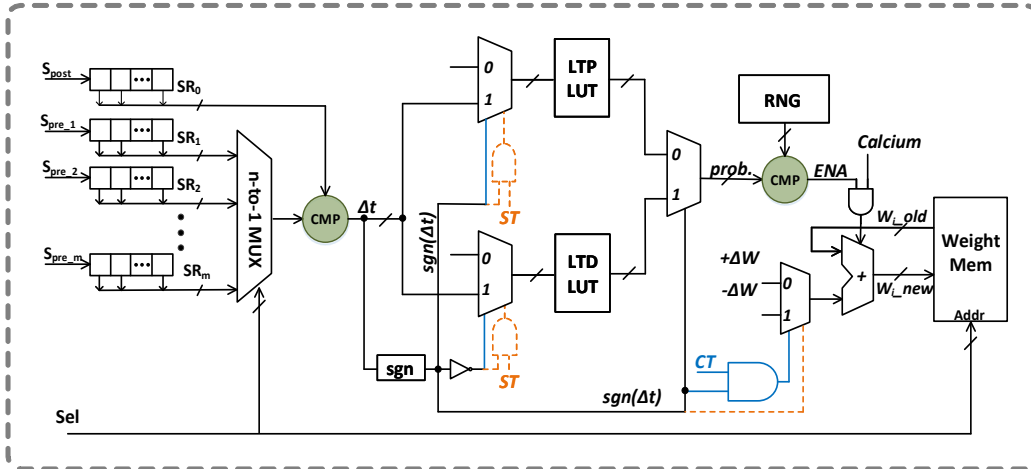 S_post
SR_0
S_pre_1
SR_1
S_pre_2
SR_2
S_pre_m
SR_m
n-to-1 MUX
CMP
Δt
sgn
sgn(Δt)
0
1
ST
LTP
LUT
0
1
ST
LTD
LUT
0
1
prob.
RNG
CMP
ENA
Calcium
W_i_old
W_i_new
Weight
Mem
Addr
+
+ΔW
-ΔW
0
1
CT
sgn(Δt)
Sel